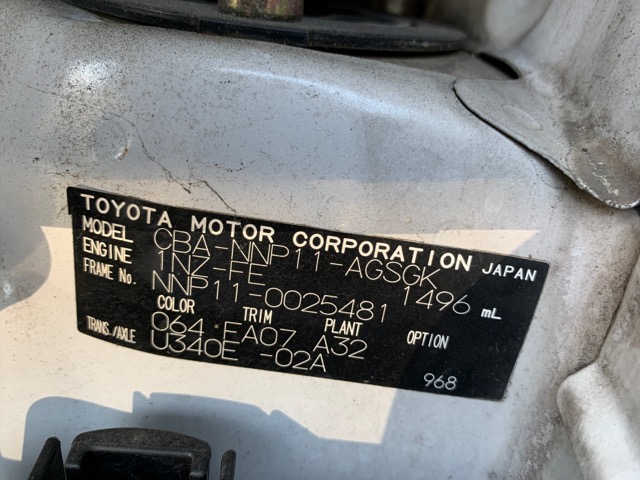 TOYOTA MOTOR CORPORATION JAPAN
MODEL CBA-NNP11-AGSGK
ENGINE 1NZ-FE 1496 mL
FRAME No. NNP11-0025481
COLOR TRIM PLANT OPTION
064 EA07 A32
TRANS./AXLE U340E -02A
968